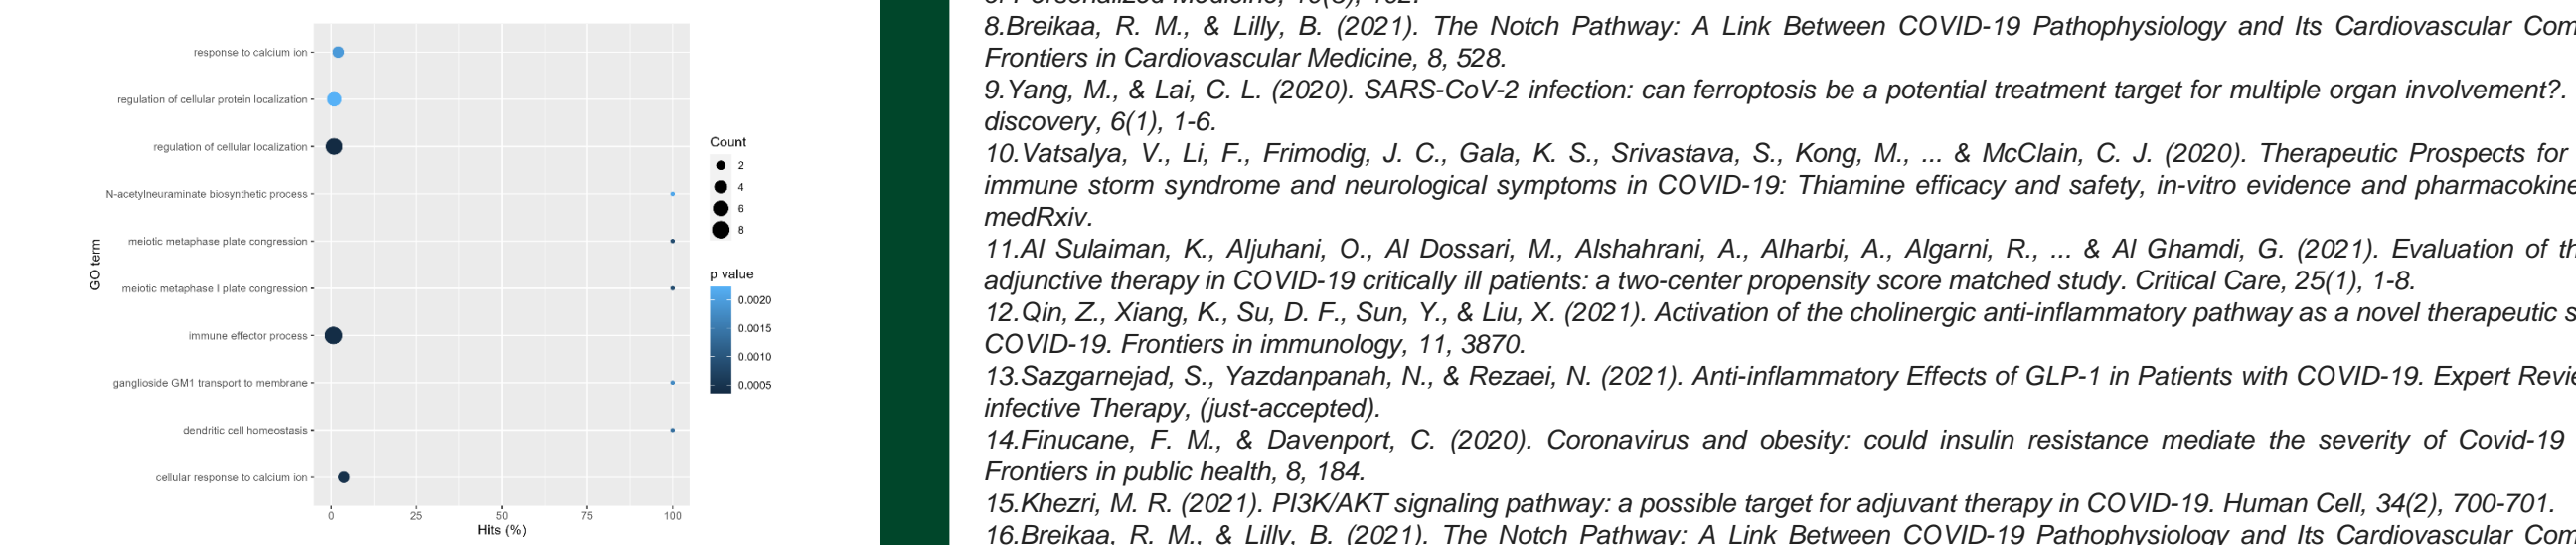 response to calcium ion
regulation of cellular protein localization
regulation of cellular localization
N-acetylneuraminate biosynthetic process
meiotic metaphase plate congression
meiotic metaphase I plate congression
immune effector process
ganglioside GM1 transport to membrane
dendritic cell homeostasis
cellular response to calcium ion
GO term
0 25 50 75 100
Hits (%)
Count
2
4
6
8
p value
0.0020
0.0015
0.0010
0.0005
8.Breikaa, R. M., & Lilly, B. (2021). The Notch Pathway: A Link Between COVID-19 Pathophysiology and Its Cardiovascular Com
Frontiers in Cardiovascular Medicine, 8, 528.
9.Yang, M., & Lai, C. L. (2020). SARS-CoV-2 infection: can ferroptosis be a potential treatment target for multiple organ involvement?.
discovery, 6(1), 1-6.
10.Vatsalya, V., Li, F., Frimodig, J. C., Gala, K. S., Srivastava, S., Kong, M., ... & McClain, C. J. (2020). Therapeutic Prospects for
immune storm syndrome and neurological symptoms in COVID-19: Thiamine efficacy and safety, in-vitro evidence and pharmacokine
medRxiv.
11.Al Sulaiman, K., Aljuhani, O., Al Dossari, M., Alshahrani, A., Alharbi, A., Algarni, R., ... & Al Ghamdi, G. (2021). Evaluation of th
adjunctive therapy in COVID-19 critically ill patients: a two-center propensity score matched study. Critical Care, 25(1), 1-8.
12.Qin, Z., Xiang, K., Su, D. F., Sun, Y., & Liu, X. (2021). Activation of the cholinergic anti-inflammatory pathway as a novel therapeutic s
COVID-19. Frontiers in immunology, 11, 3870.
13.Sazgarnejad, S., Yazdanpanah, N., & Rezaei, N. (2021). Anti-inflammatory Effects of GLP-1 in Patients with COVID-19. Expert Revie
infective Therapy, (just-accepted).
14.Finucane, F. M., & Davenport, C. (2020). Coronavirus and obesity: could insulin resistance mediate the severity of Covid-19
Frontiers in public health, 8, 184.
15.Khezri, M. R. (2021). PI3K/AKT signaling pathway: a possible target for adjuvant therapy in COVID-19. Human Cell, 34(2), 700-701.
16.Breikaa, R. M., & Lilly, B. (2021). The Notch Pathway: A Link Between COVID-19 Pathophysiology and Its Cardiovascular Com